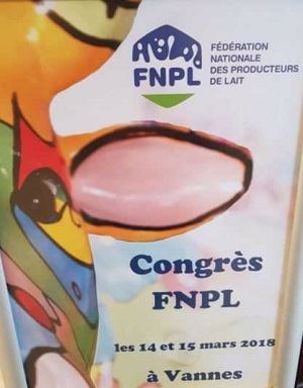 FNPL
FÉDÉRATION
NATIONALE
DES PRODUCTEURS
DE LAIT
Congrès
FNPL
les 14 et 15 mars 2018
à Vannes